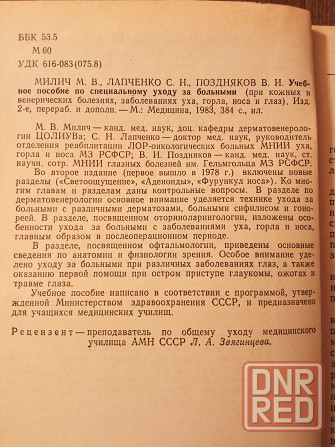 ББК 53.5
М 60
УДК 616-083(075.8)
МИЛИЧ М. В., ЛАПЧЕНКО С. Н., ПОЗДНЯКОВ В. И. Учеб-
ное пособие по специальному уходу за больными (при кожных и
венерических болезнях, заболеваниях уха, горла, носа и глаз), Изд.
2-е, перераб. и дополн.— М.: Медицина, 1983, 384 с., ил.
М. В. Милич — канд. мед. наук, доц. кафедры дерматовенероло-
гии ЦОЛИУВа; С. Н. Лапченко — доктор мед. наук, руководитель
отделения реабилитации ЛОР-онкологических больных МНИИ уха,
горла и носа МЗ РСФСР; В. И. Поздняков — канд. мед. наук, ст.
научн. сотр. МНИИ глазных болезней им. Гельмгольца МЗ РСФСР.
Во второе издание (первое вышло в 1978 г.) включены новые
разделы («Светоощущение», «Аденоиды», «Фурункул носа»). Ко мно-
гим главам и разделам даны контрольные вопросы. В разделе по
дерматовенерологии основное внимание уделяется технике ухода за
больными с различными дерматозами, больными сифилисом и гоно-
реей. В разделе, посвященном оториноларингологии, изложены осо-
бенности ухода за больными с заболеваниями уха, горла и носа,
главным образом в послеоперационном периоде.
В разделе, посвященном офтальмологии, приведены основные
сведения по анатомии и физиологии зрения. Особое внимание уде-
лено уходу за больными при различных заболеваниях глаз, а также
оказанию первой помощи при остром приступе глаукомы, ожогах и
травме глаза.
Учебное пособие написано в соответствии с программой, утвер-
жденной Министерством здравоохранения СССР, и предназначено
для учащихся медицинских училищ.
Рецензент — преподаватель по общему уходу медицинского
училища АМН СССР Л. А. Звягинцева.
DNR
RED